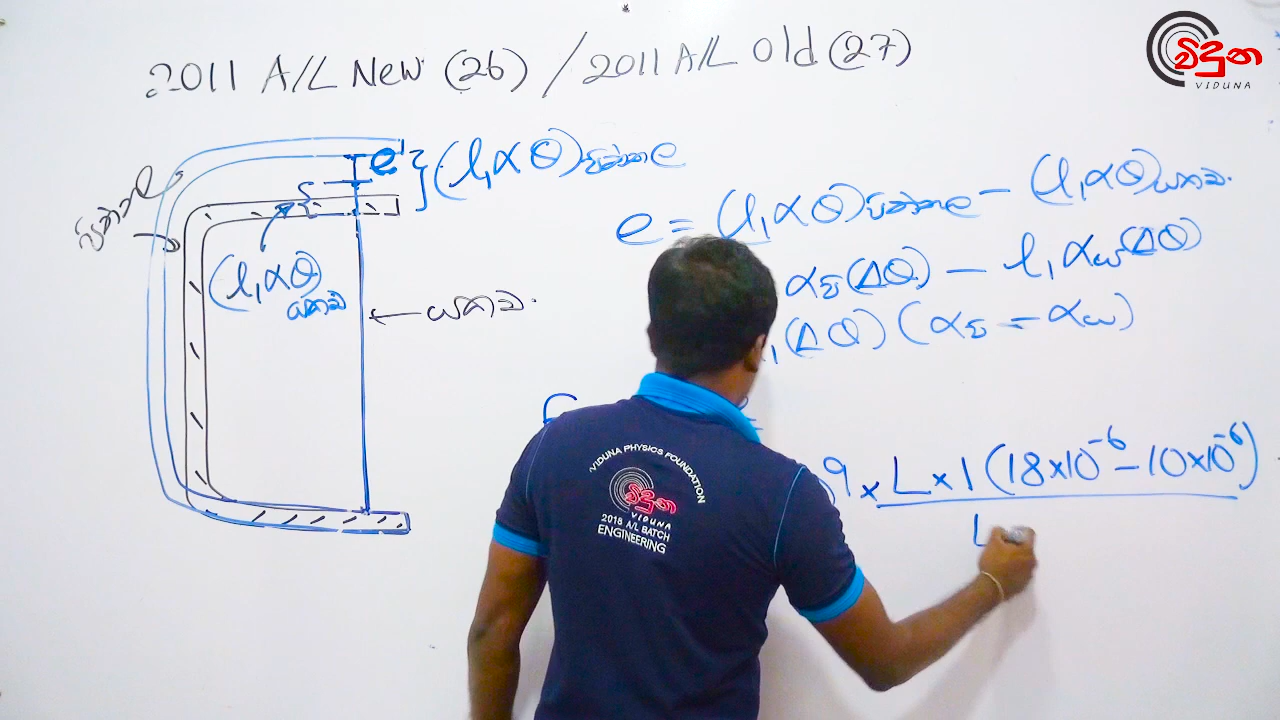 2011 A/L New (26) / 2011 A/L Old (27)
විදුන
VIDUNA
පිත්තල
e
(l₁αθ)පිත්තල
(l₁αθ)යකඩ
යකඩ
e = (l₁αθ)පිත්තල – (l₁αθ)යකඩ
αප(Δθ) – l₁αය(Δθ)
(Δθ)(αප – αය)
9 × L × 1 (18×10⁻⁶ – 10×10⁻⁶)
L
VIDUNA PHYSICS FOUNDATION
විදුන
VIDUNA
2018 A/L BATCH
ENGINEERING